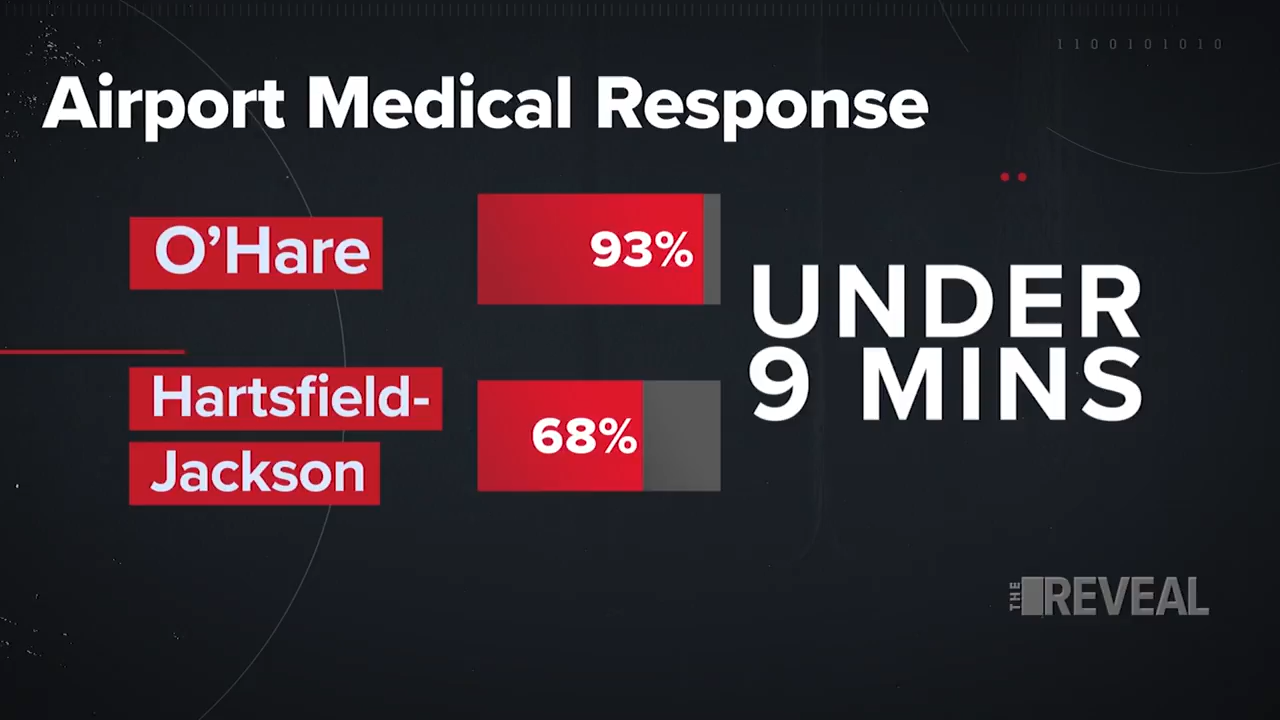 1100101010
Airport Medical Response
O’Hare
93%
Hartsfield-
Jackson
68%
UNDER
9 MINS
THE REVEAL